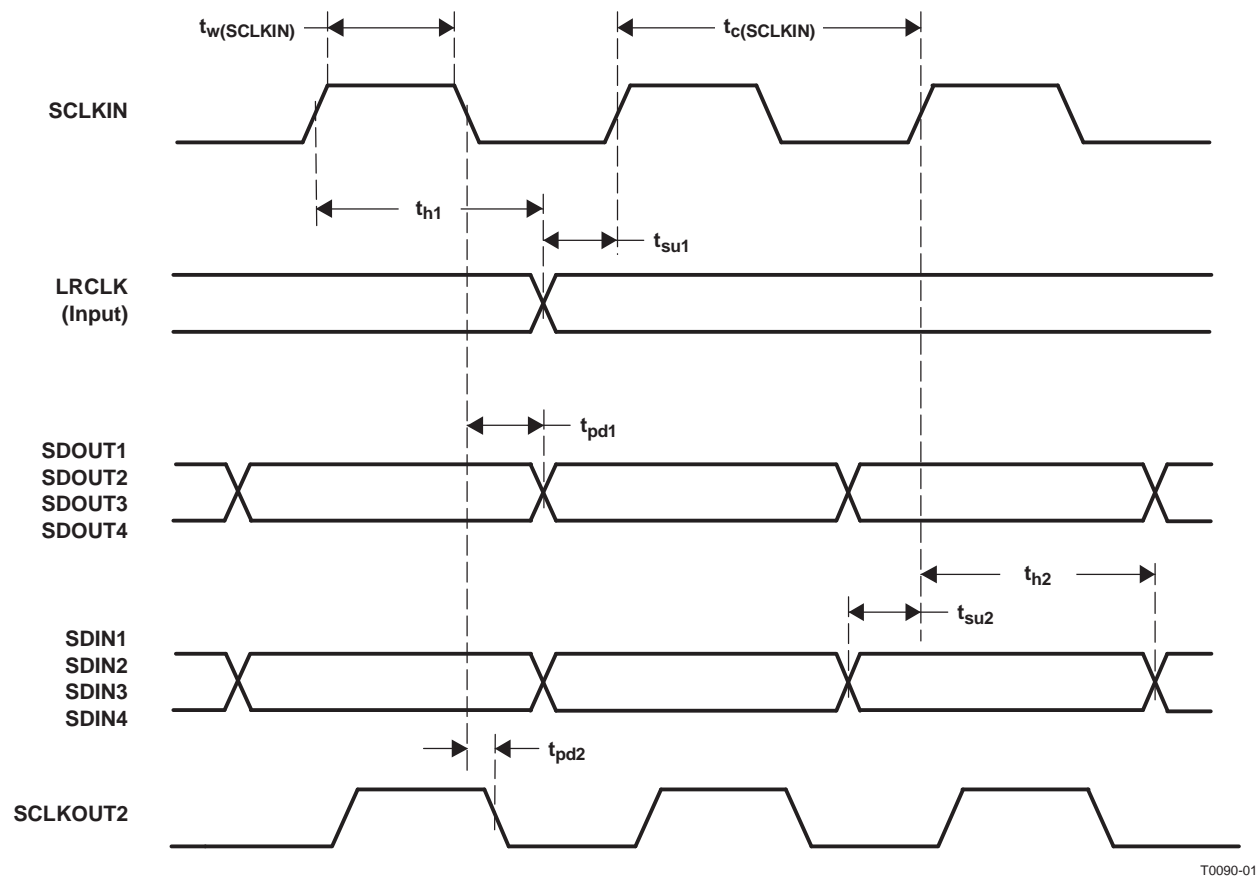 tw(SCLKIN)
tc(SCLKIN)
SCLKIN
th1
tsu1
LRCLK
(Input)
tpd1
SDOUT1
SDOUT2
SDOUT3
SDOUT4
th2
tsu2
SDIN1
SDIN2
SDIN3
SDIN4
tpd2
SCLKOUT2
T0090-01